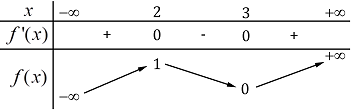 x −∞ 2 3 +∞
f'(x) + 0 - 0 +
f(x) −∞ 1 0 +∞